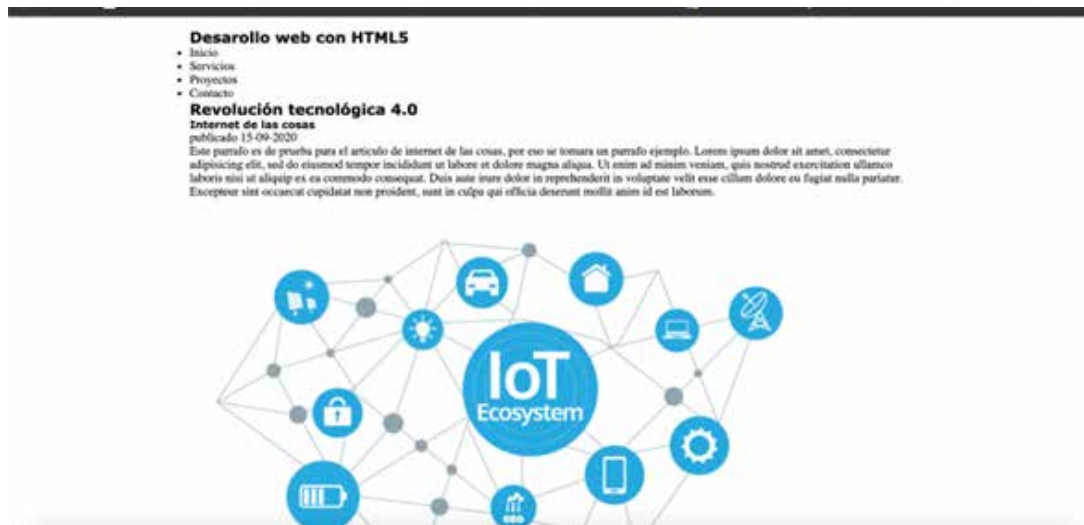 Desarollo web con HTML5
Inicio
Servicios
Proyectos
Contacto
Revolución tecnológica 4.0
Internet de las cosas
publicado 15-09-2020
Este parrafo es de prueba para el articulo de internet de las cosas, por eso se tomara un parrafo ejemplo. Lorem ipsum dolor sit amet, consectetur
adipisicing elit, sed do eiusmod tempor incididunt ut labore et dolore magna aliqua. Ut enim ad minim veniam, quis nostrud exercitation ullamco
laboris nisi ut aliquip ex ea commodo consequat. Duis aute irure dolor in reprehenderit in voluptate velit esse cillum dolore eu fugiat nulla pariatur.
Excepteur sint occaecat cupidatat non proident, sunt in culpa qui officia deserunt mollit anim id est laborum.
IoT
Ecosystem